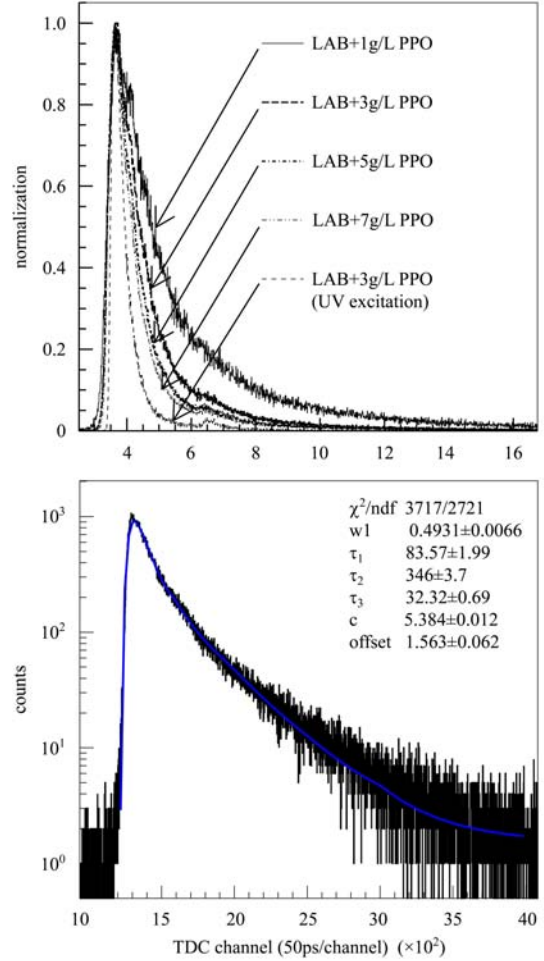 1.0
0.8
0.6
0.4
0.2
0
normalization
LAB+1g/L PPO
LAB+3g/L PPO
LAB+5g/L PPO
LAB+7g/L PPO
LAB+3g/L PPO
(UV excitation)
4 6 8 10 12 14 16
χ²/ndf 3717/2721
w1 0.4931±0.0066
τ₁ 83.57±1.99
τ₂ 346±3.7
τ₃ 32.32±0.69
c 5.384±0.012
offset 1.563±0.062
10³
10²
10¹
10⁰
counts
10 15 20 25 30 35 40
TDC channel (50ps/channel) (×10²)